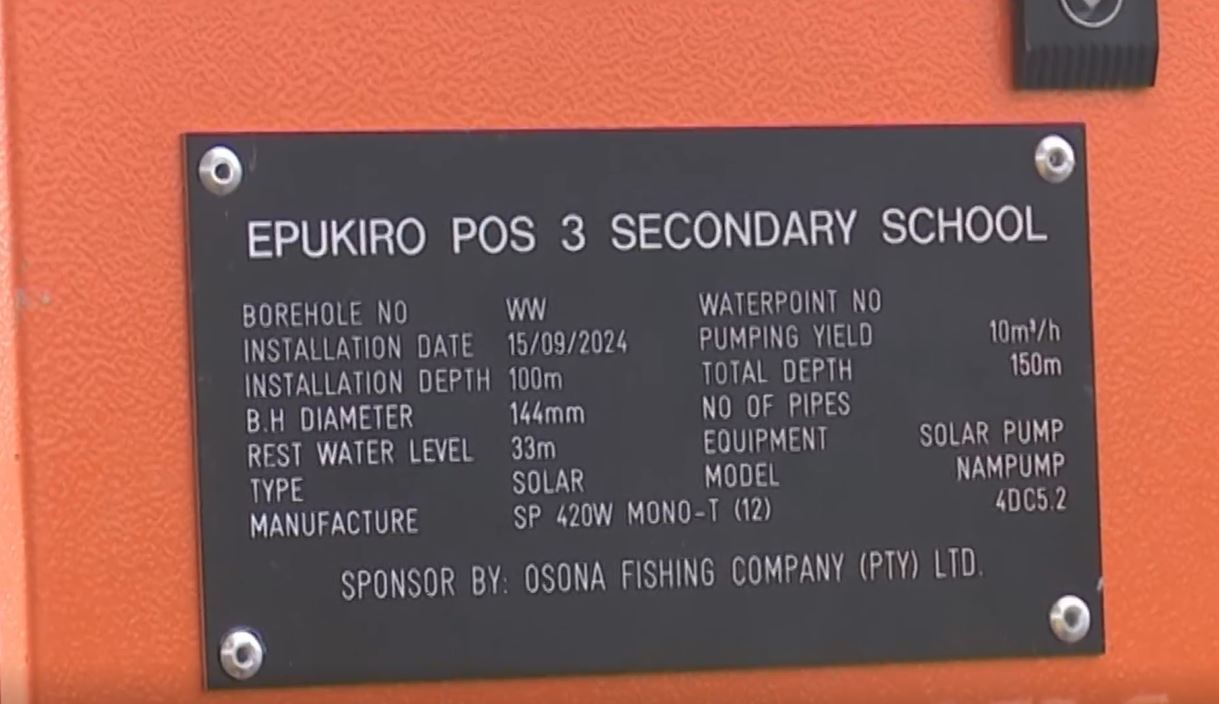 EPUKIRO POS 3 SECONDARY SCHOOL
BOREHOLE NO WW WATERPOINT NO
INSTALLATION DATE 15/09/2024 PUMPING YIELD 10m³/h
INSTALLATION DEPTH 100m TOTAL DEPTH 150m
B.H DIAMETER 144mm NO OF PIPES
REST WATER LEVEL 33m EQUIPMENT SOLAR PUMP
TYPE SOLAR MODEL NAMPUMP
MANUFACTURE SP 420W MONO-T (12) 4DC5.2
SPONSOR BY: OSONA FISHING COMPANY (PTY) LTD.